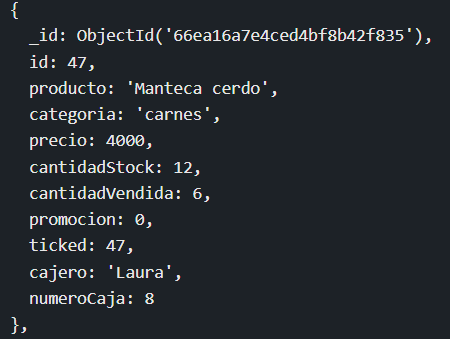 {
_id: ObjectId('66ea16a7e4ced4bf8b42f835'),
id: 47,
producto: 'Manteca cerdo',
categoria: 'carnes',
precio: 4000,
cantidadStock: 12,
cantidadVendida: 6,
promocion: 0,
ticked: 47,
cajero: 'Laura',
numeroCaja: 8
},